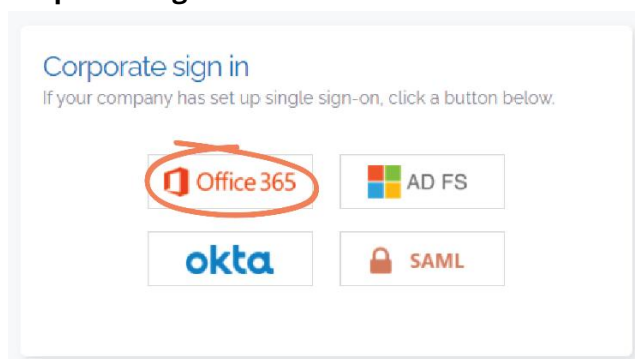 Corporate sign in
If your company has set up single sign-on, click a button below.
Office 365
AD FS
okta
SAML